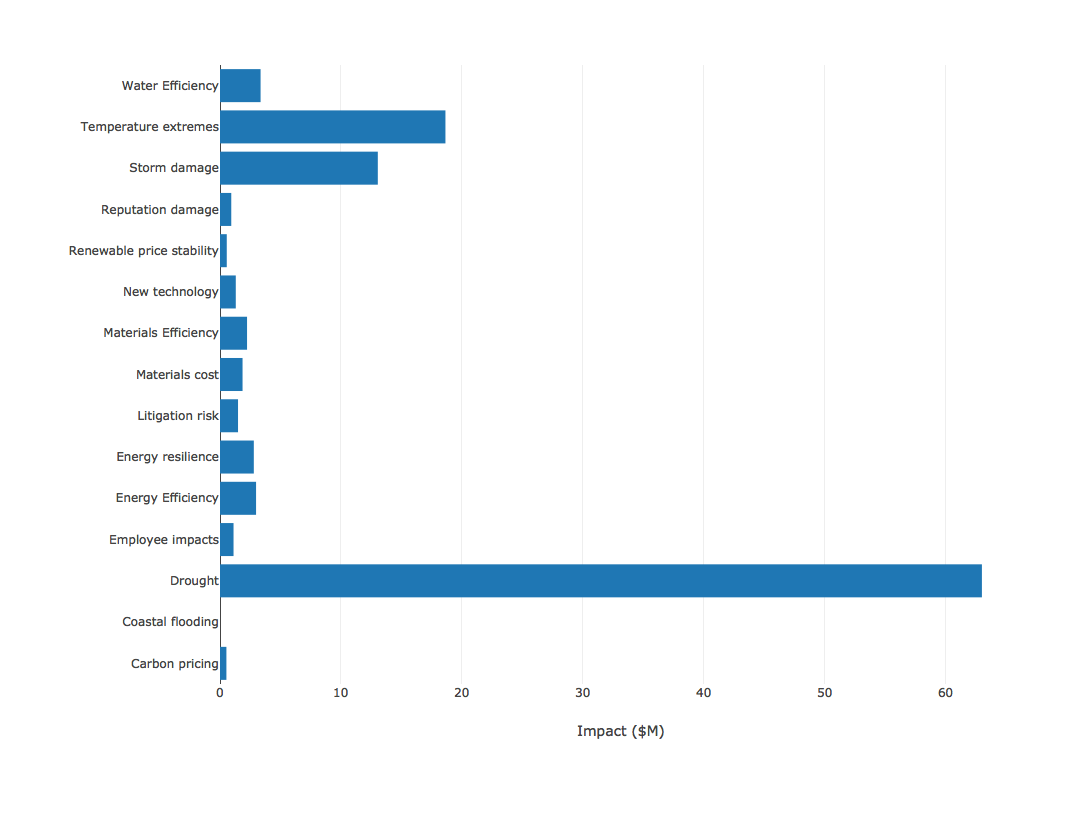 Water Efficiency
Temperature extremes
Storm damage
Reputation damage
Renewable price stability
New technology
Materials Efficiency
Materials cost
Litigation risk
Energy resilience
Energy Efficiency
Employee impacts
Drought
Coastal flooding
Carbon pricing
0 10 20 30 40 50 60
Impact ($M)